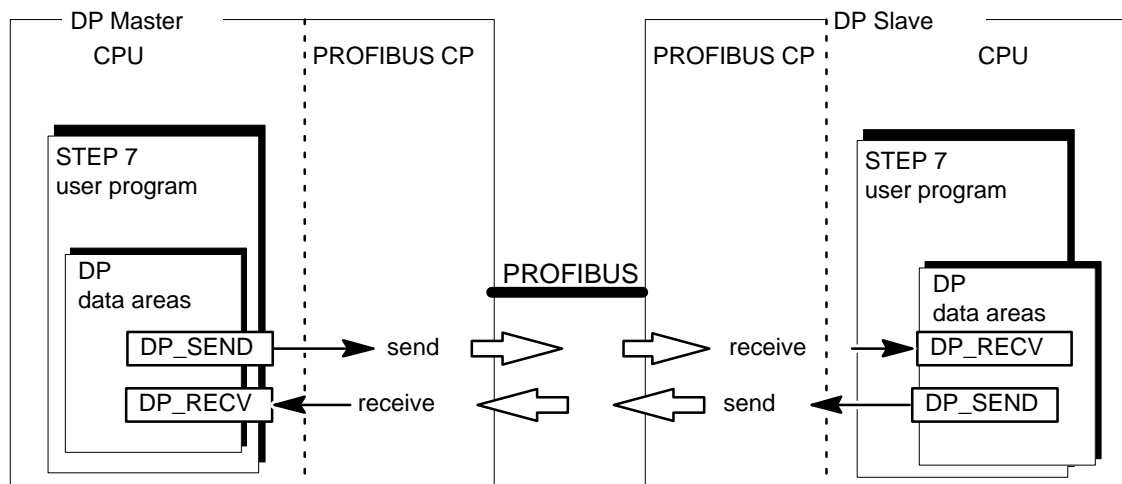 DP Master
DP Slave
CPU
PROFIBUS CP
PROFIBUS CP
CPU
STEP 7
user program
STEP 7
user program
DP
data areas
PROFIBUS
DP
data areas
DP_SEND
send
receive
DP_RECV
DP_RECV
receive
send
DP_SEND